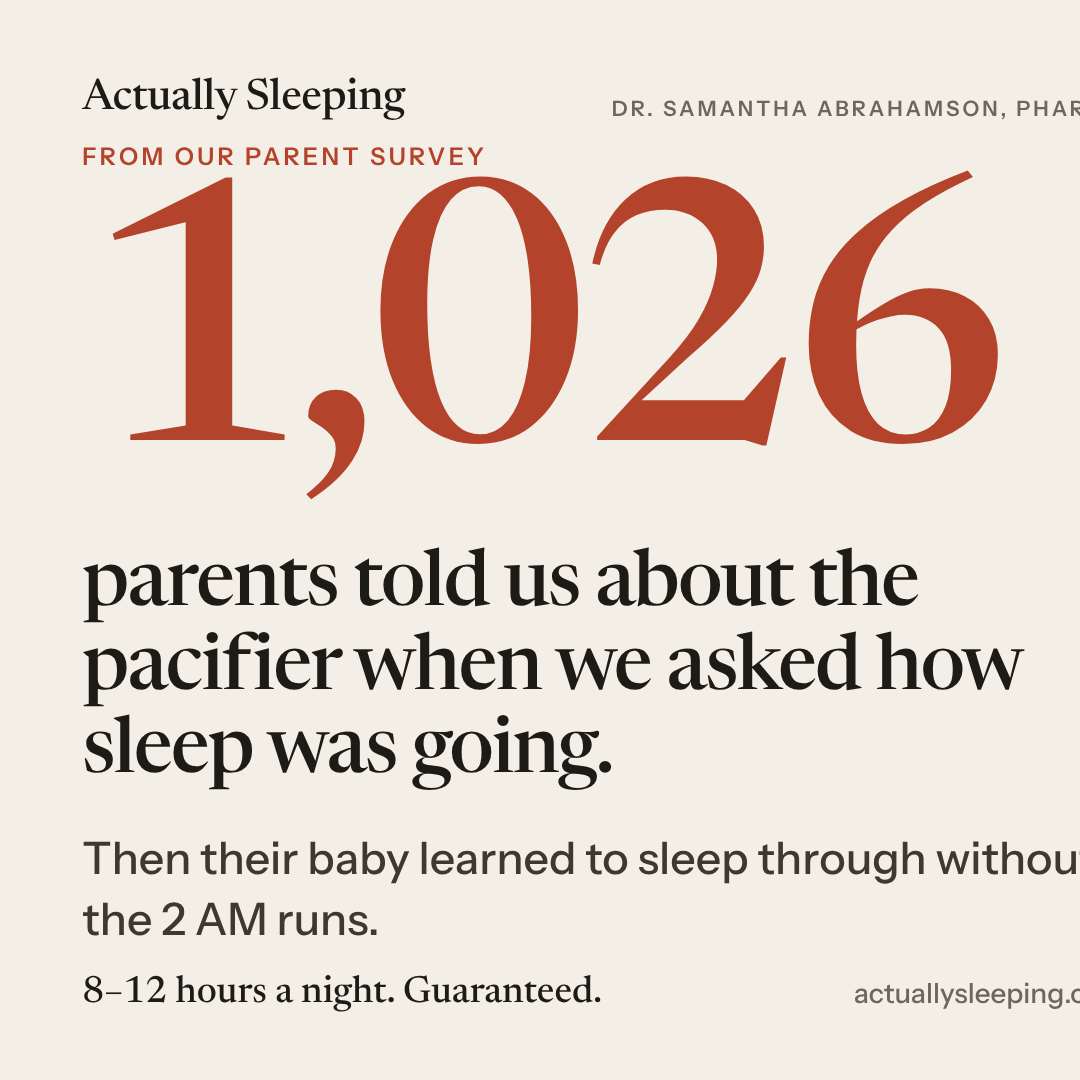 Actually Sleeping
DR. SAMANTHA ABRAHAMSON, PHAR
FROM OUR PARENT SURVEY
1,026
parents told us about the
pacifier when we asked how
sleep was going.
Then their baby learned to sleep through without
the 2 AM runs.
8–12 hours a night. Guaranteed.
actuallysleeping.c